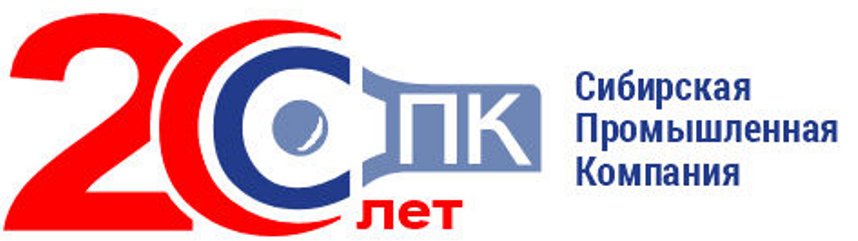 20 СПК
лет
Сибирская
Промышленная
Компания